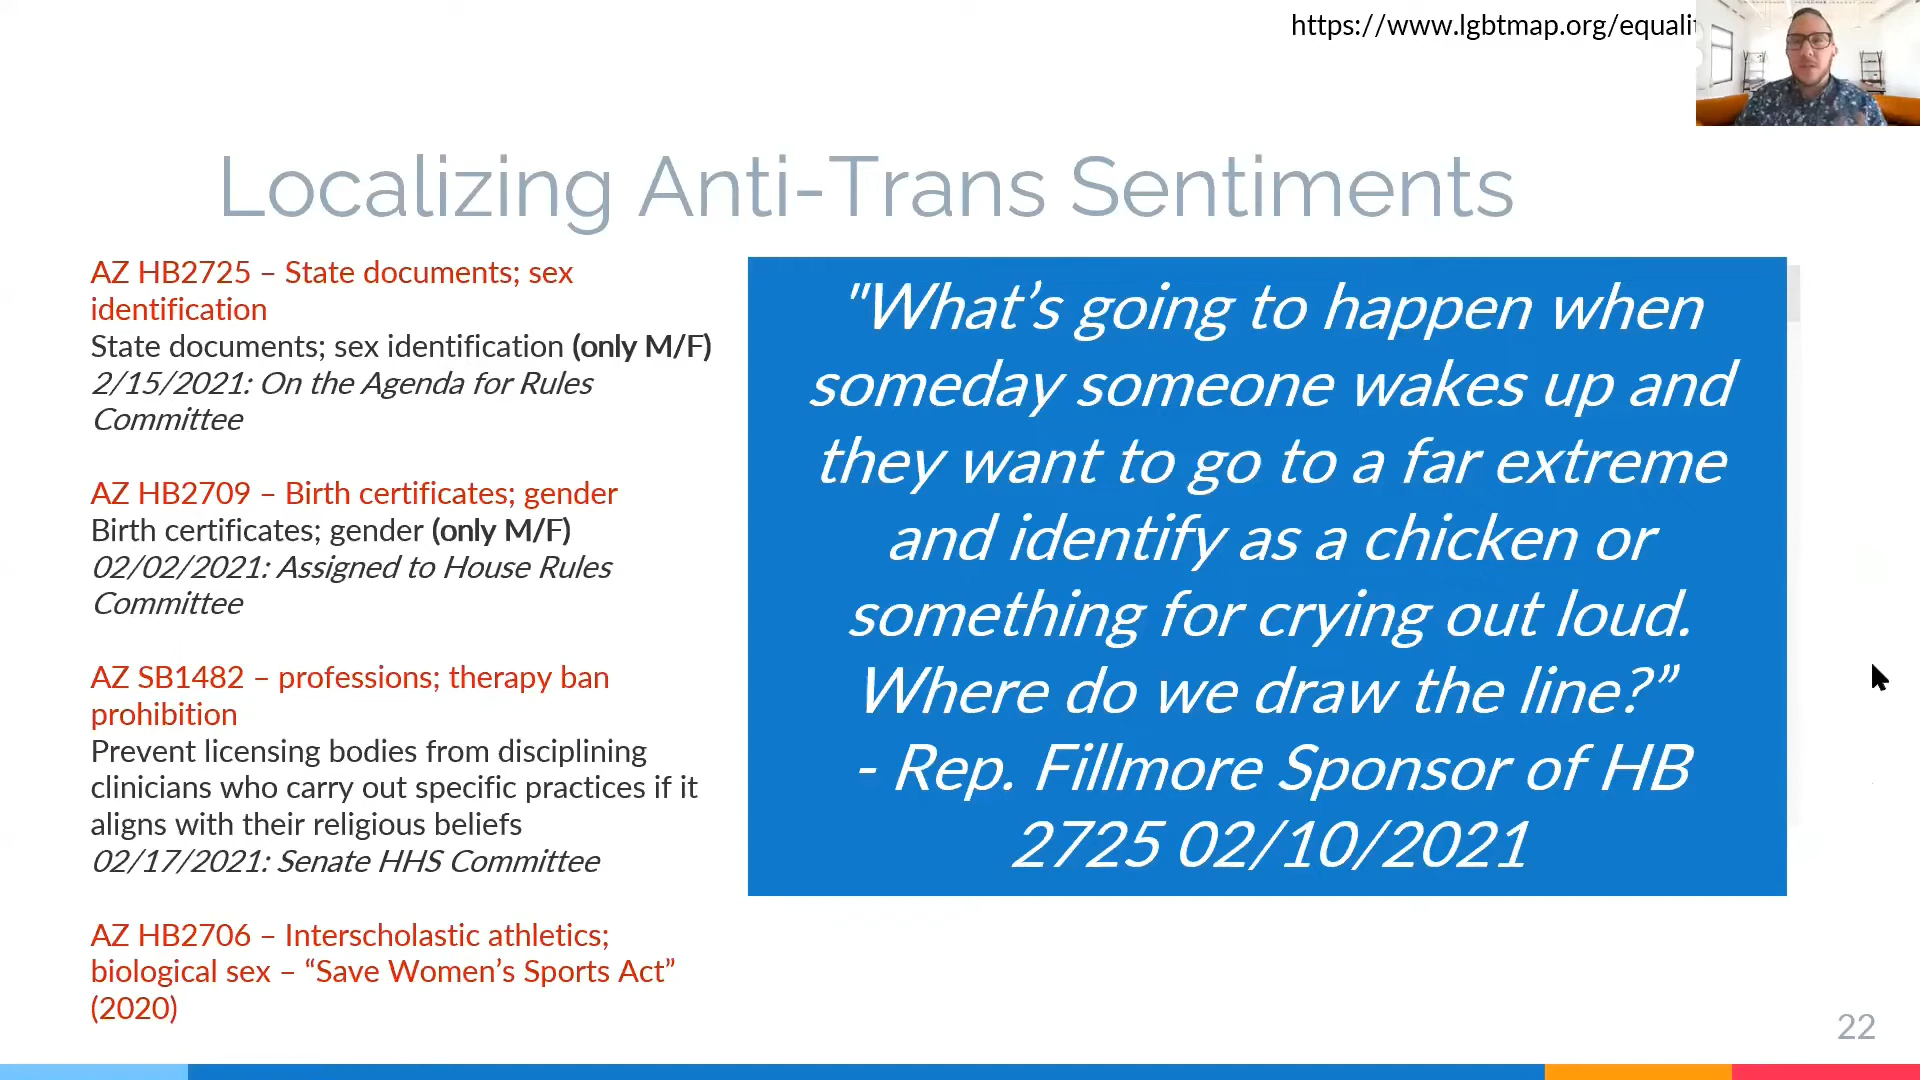 https://www.lgbtmap.org/equali
Localizing Anti-Trans Sentiments
AZ HB2725 – State documents; sex
identification
State documents; sex identification (only M/F)
2/15/2021: On the Agenda for Rules
Committee
AZ HB2709 – Birth certificates; gender
Birth certificates; gender (only M/F)
02/02/2021: Assigned to House Rules
Committee
AZ SB1482 – professions; therapy ban
prohibition
Prevent licensing bodies from disciplining
clinicians who carry out specific practices if it
aligns with their religious beliefs
02/17/2021: Senate HHS Committee
AZ HB2706 – Interscholastic athletics;
biological sex – “Save Women’s Sports Act”
(2020)
"What’s going to happen when
someday someone wakes up and
they want to go to a far extreme
and identify as a chicken or
something for crying out loud.
Where do we draw the line?”
- Rep. Fillmore Sponsor of HB
2725 02/10/2021
22